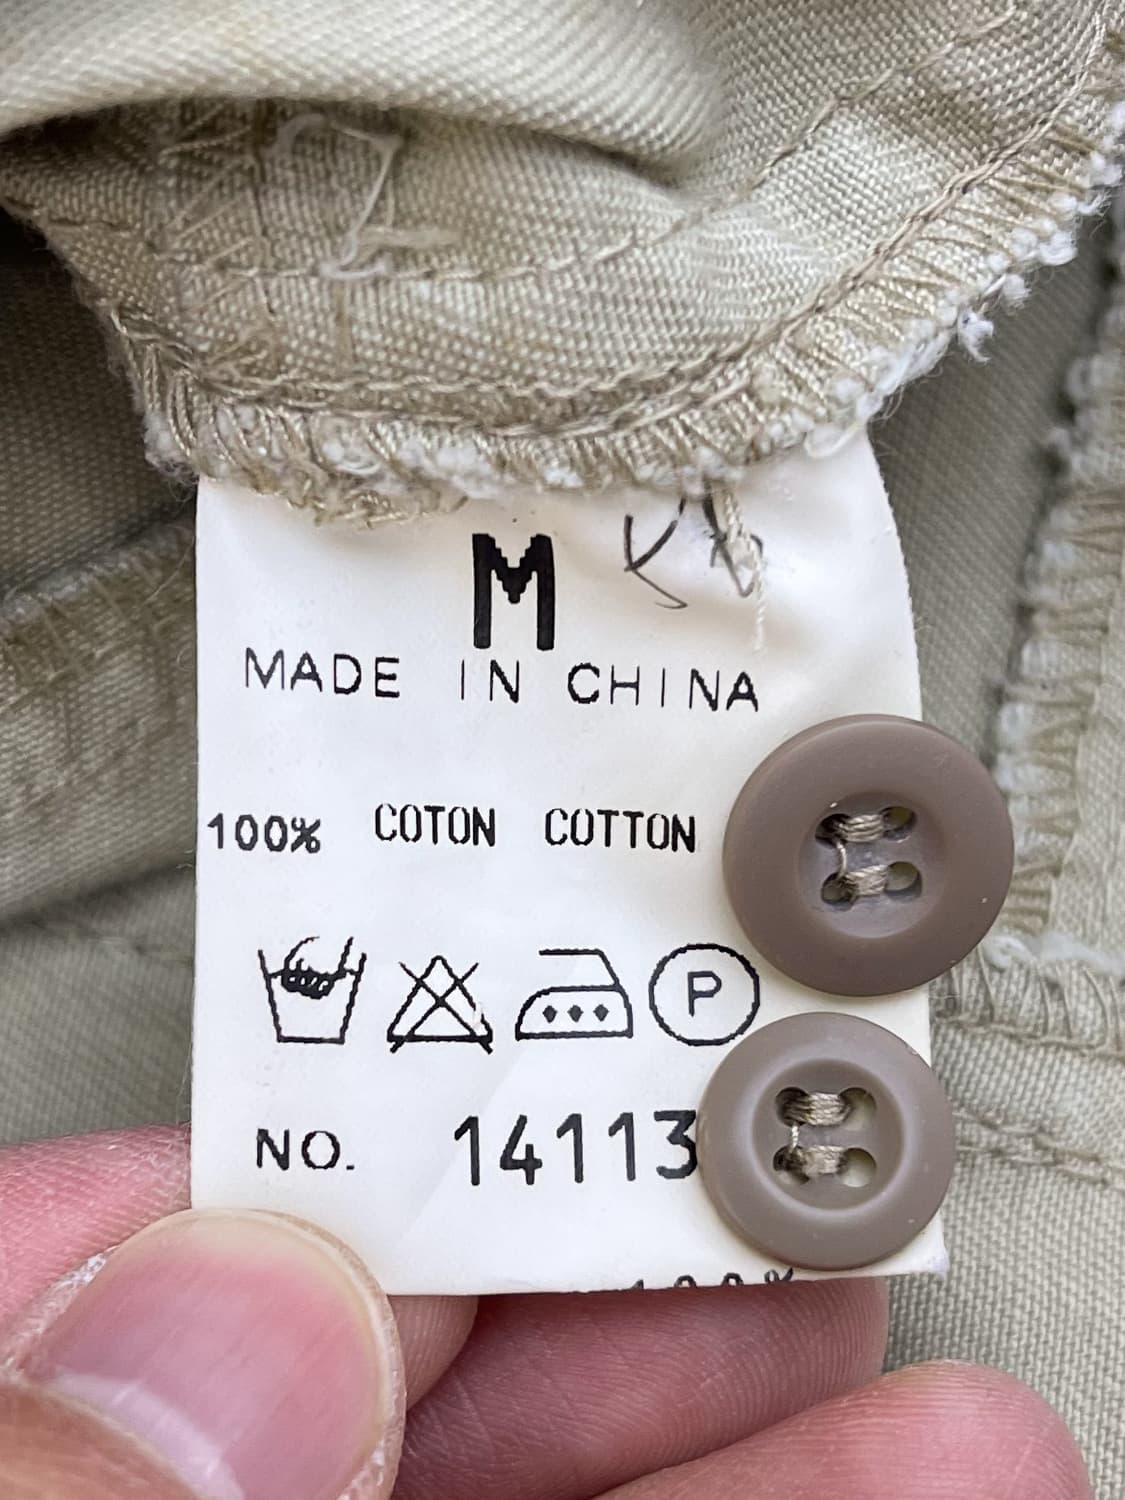 M
MADE IN CHINA
100% COTON COTTON
P
NO. 14113